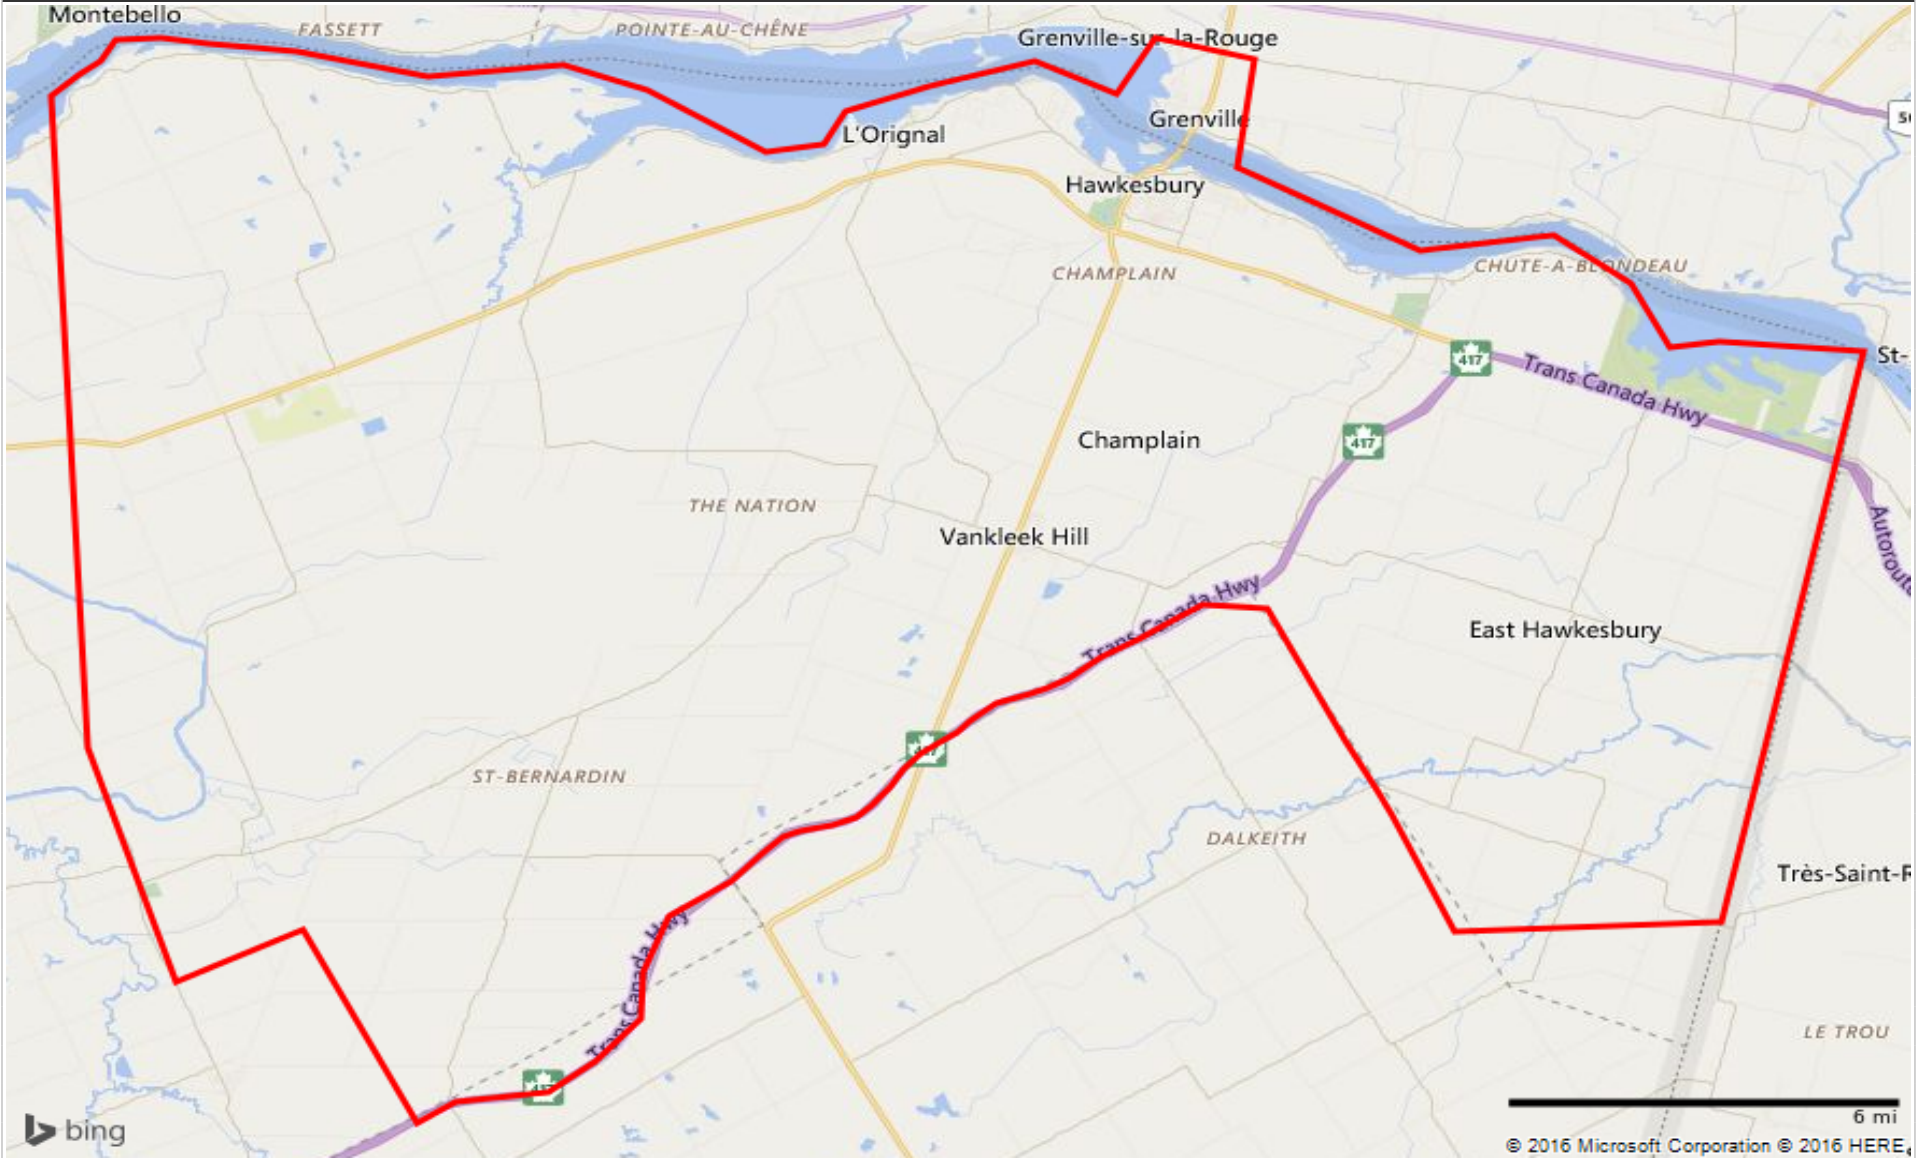 Montebello
FASSETT
POINTE-AU-CHÊNE
Grenville-sur-la-Rouge
Grenville
L'Orignal
Hawkesbury
CHAMPLAIN
CHUTE-A-BLONDEAU
417
St-
Trans Canada Hwy
417
Champlain
THE NATION
Vankleek Hill
Trans Canada Hwy
East Hawkesbury
417
ST-BERNARDIN
DALKEITH
Très-Saint-R
Trans Canada Hwy
LE TROU
417
6 mi
bing
© 2016 Microsoft Corporation © 2016 HERE